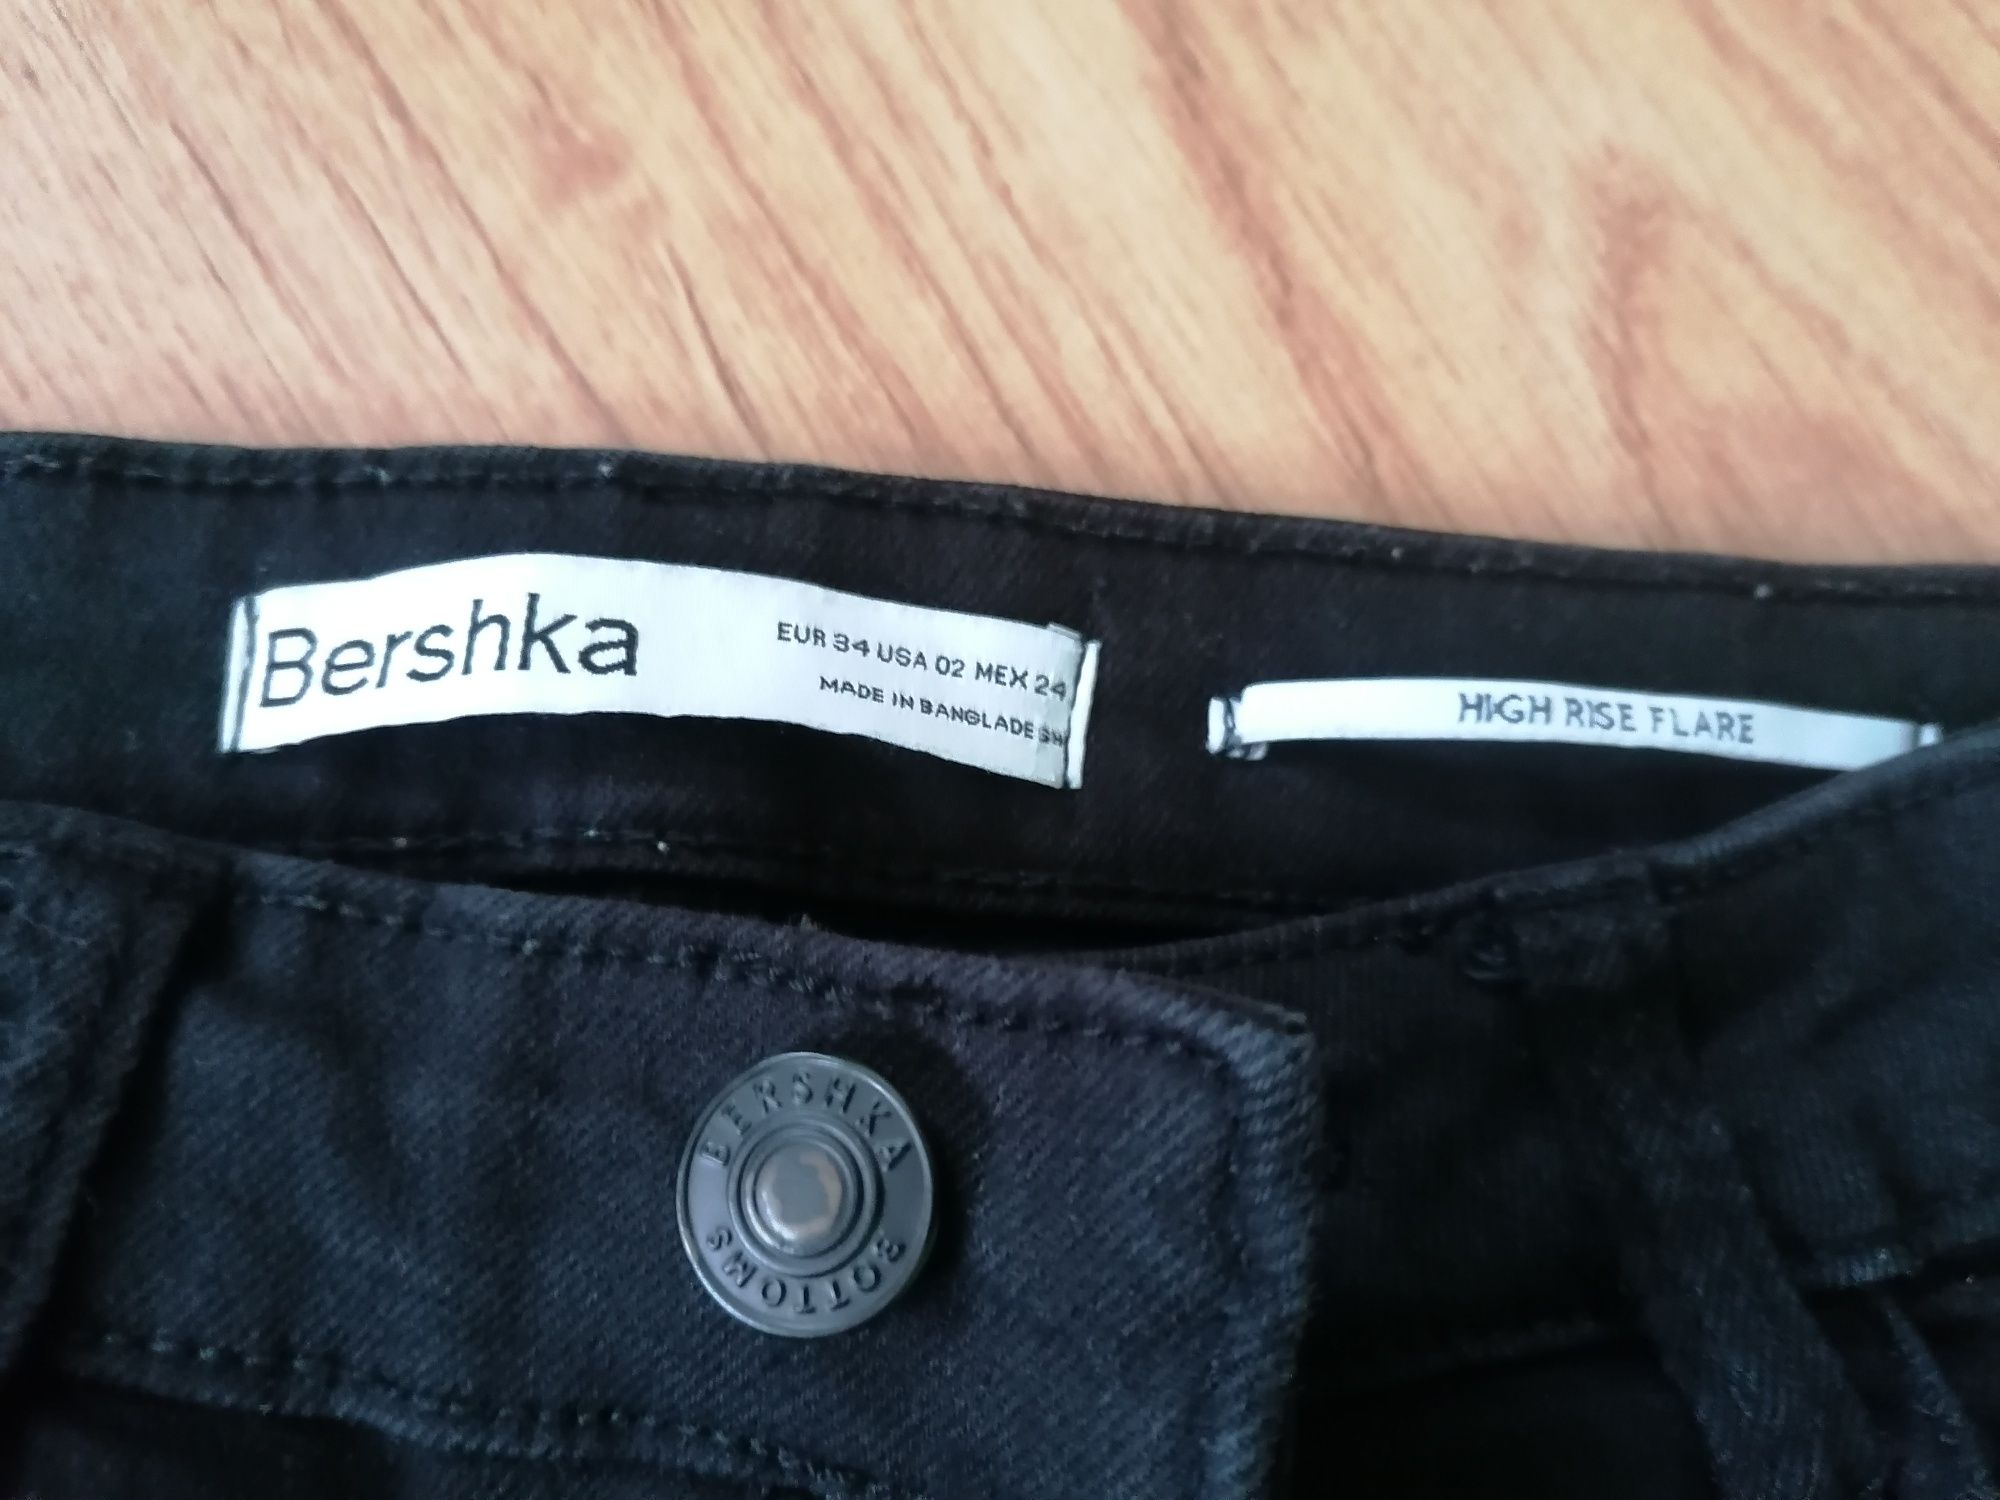 Bershka
EUR 34 USA 02 MEX 24
MADE IN BANGLADESH
HIGH RISE FLARE
BERSHKA
BOTTOMS